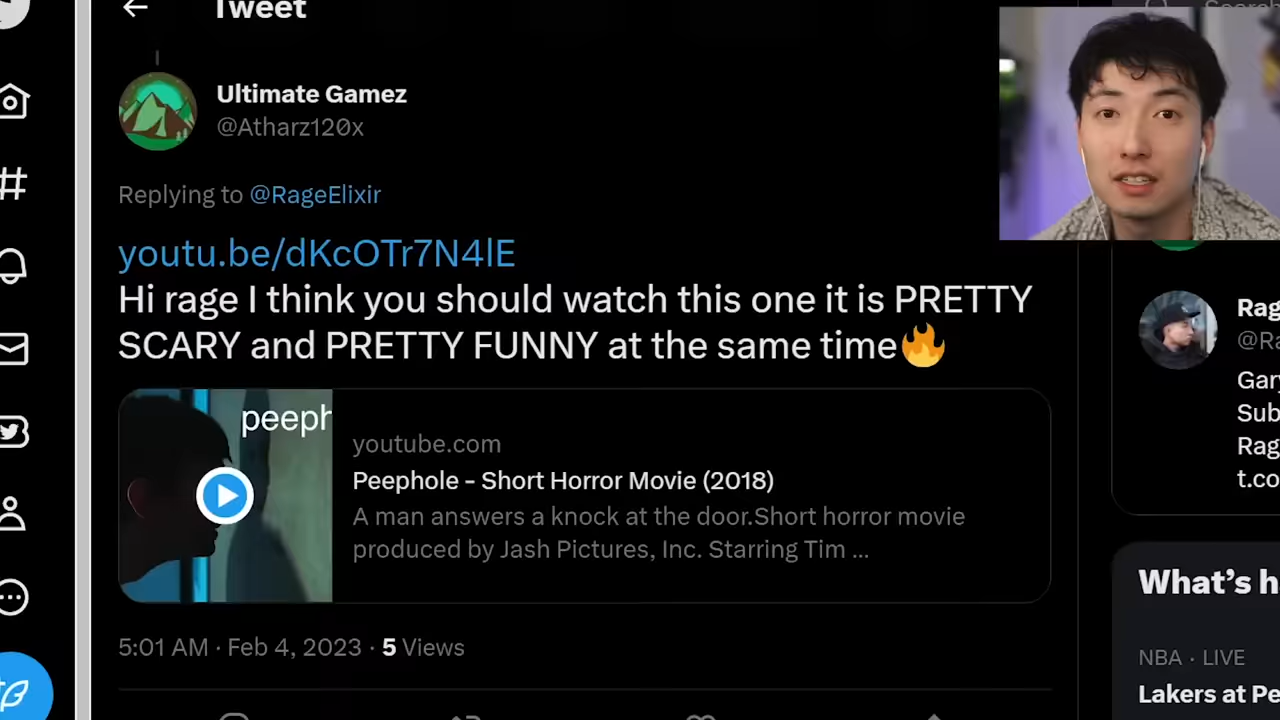 Tweet
Ultimate Gamez
@Atharz120x
Replying to @RageElixir
youtu.be/dKcOTr7N4lE
Hi rage I think you should watch this one it is PRETTY
SCARY and PRETTY FUNNY at the same time🔥
peeph
youtube.com
Peephole - Short Horror Movie (2018)
A man answers a knock at the door.Short horror movie
produced by Jash Pictures, Inc. Starring Tim ...
5:01 AM · Feb 4, 2023 · 5 Views
Rag
@Ra
Gar
Sub
Rag
t.co
What's h
NBA · LIVE
Lakers at Pe